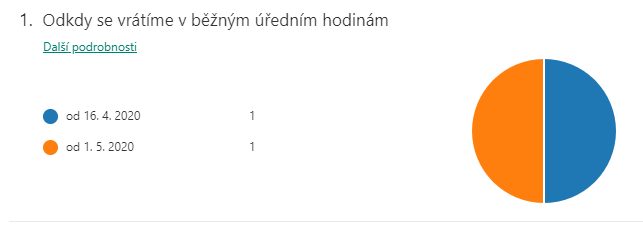 1. Odkdy se vrátíme v běžným úředním hodinám
Další podrobnosti
od 16. 4. 2020 1
od 1. 5. 2020 1